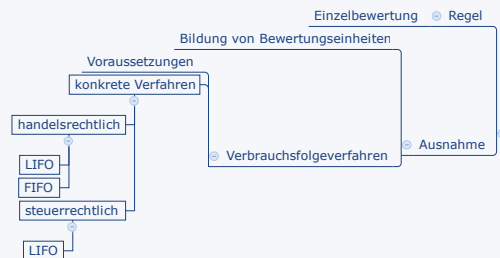 Einzelbewertung
Regel
Bildung von Bewertungseinheiten
Voraussetzungen
konkrete Verfahren
handelsrechtlich
LIFO
FIFO
steuerrechtlich
LIFO
Verbrauchsfolgeverfahren
Ausnahme